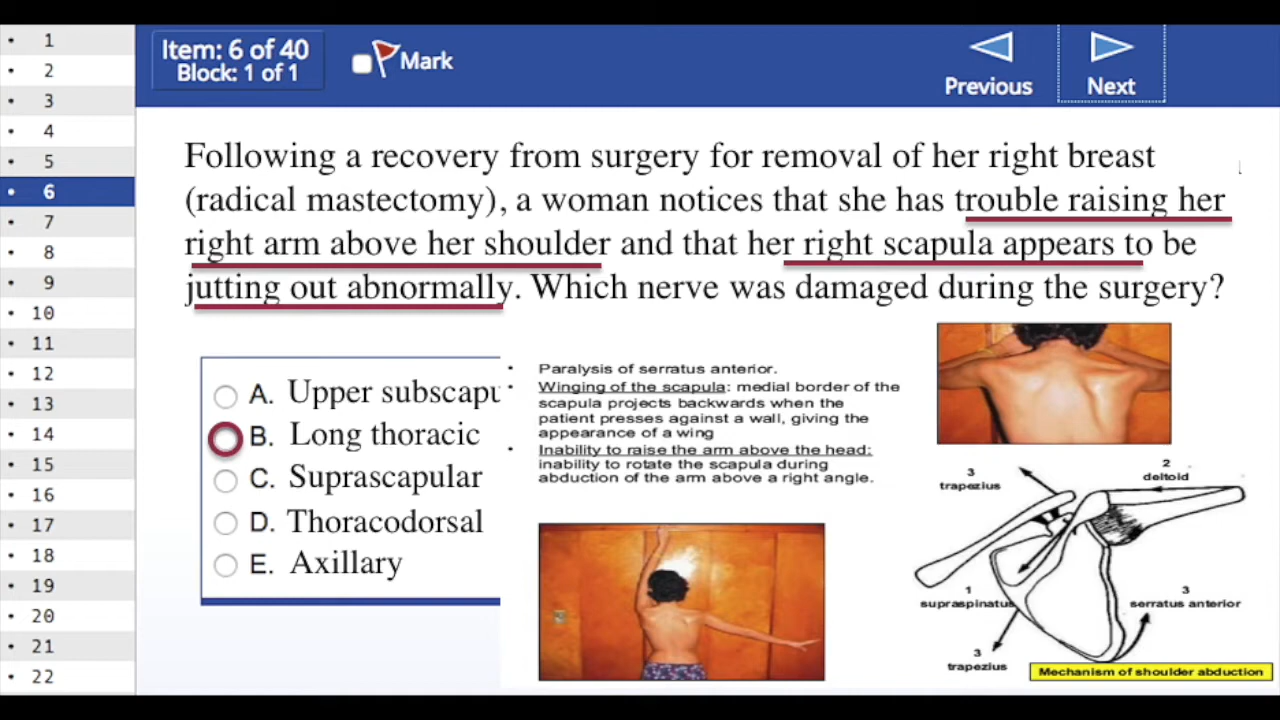 1
2
3
4
5
6
7
8
9
10
11
12
13
14
15
16
17
18
19
20
21
22
Item: 6 of 40
Block: 1 of 1
Mark
Previous
Next
Following a recovery from surgery for removal of her right breast
(radical mastectomy), a woman notices that she has trouble raising her
right arm above her shoulder and that her right scapula appears to be
jutting out abnormally. Which nerve was damaged during the surgery?
A. Upper subscapu
B. Long thoracic
C. Suprascapular
D. Thoracodorsal
E. Axillary
• Paralysis of serratus anterior.
• Winging of the scapula: medial border of the
scapula projects backwards when the
patient presses against a wall, giving the
appearance of a wing
• Inability to raise the arm above the head:
inability to rotate the scapula during
abduction of the arm above a right angle.
3
trapezius
2
deltoid
1
supraspinatus
3
serratus anterior
3
trapezius
Mechanism of shoulder abduction